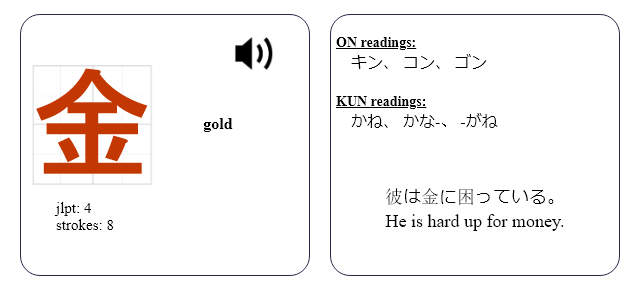 金
gold
jlpt: 4
strokes: 8
ON readings:
キン、 コン、 ゴン
KUN readings:
かね、 かな-、 -がね
彼は金に困っている。
He is hard up for money.